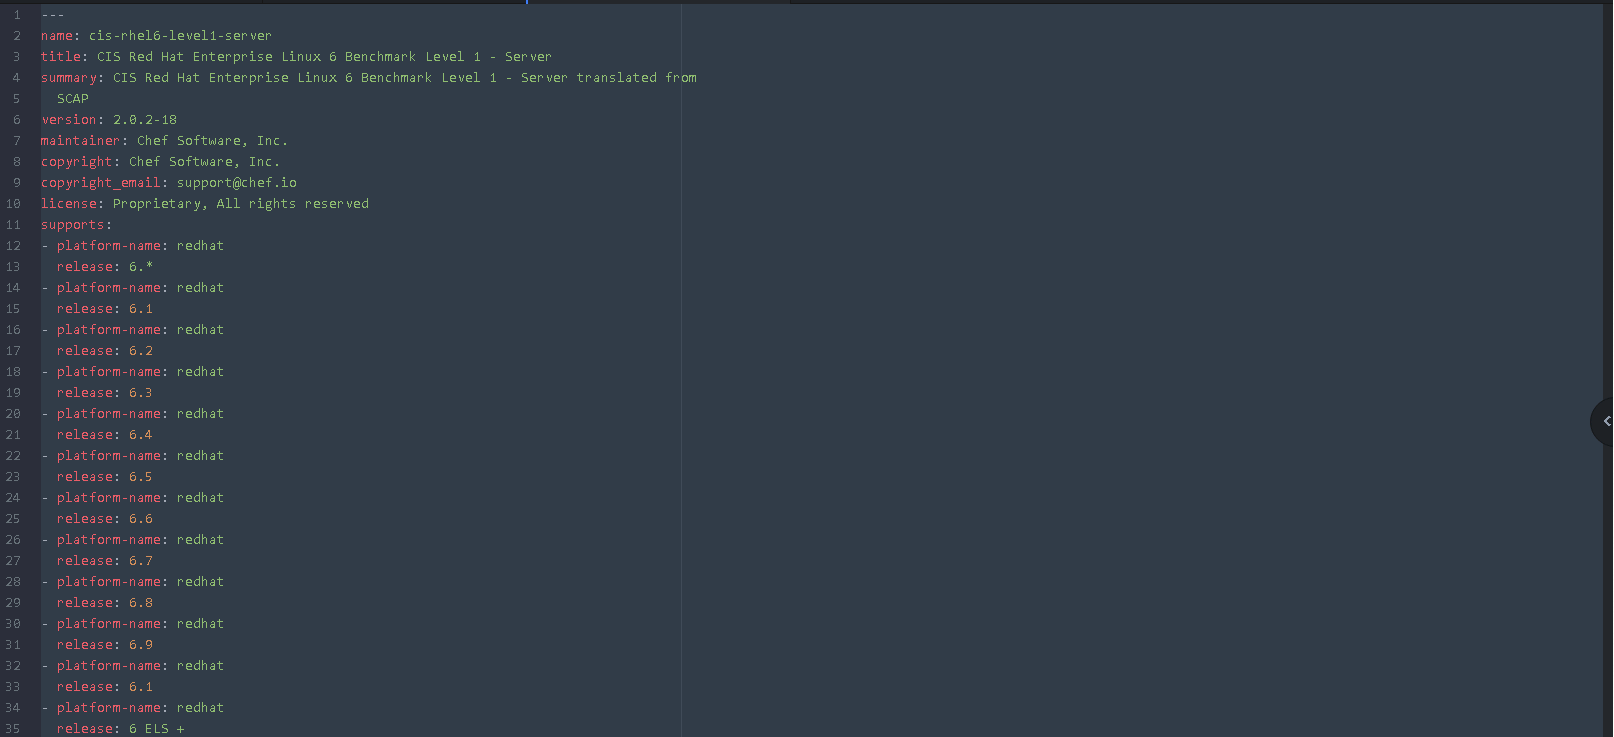 1 ---
2 name: cis-rhel6-level1-server
3 title: CIS Red Hat Enterprise Linux 6 Benchmark Level 1 - Server
4 summary: CIS Red Hat Enterprise Linux 6 Benchmark Level 1 - Server translated from
5 SCAP
6 version: 2.0.2-18
7 maintainer: Chef Software, Inc.
8 copyright: Chef Software, Inc.
9 copyright_email: support@chef.io
10 license: Proprietary, All rights reserved
11 supports:
12 - platform-name: redhat
13 release: 6.*
14 - platform-name: redhat
15 release: 6.1
16 - platform-name: redhat
17 release: 6.2
18 - platform-name: redhat
19 release: 6.3
20 - platform-name: redhat
21 release: 6.4
22 - platform-name: redhat
23 release: 6.5
24 - platform-name: redhat
25 release: 6.6
26 - platform-name: redhat
27 release: 6.7
28 - platform-name: redhat
29 release: 6.8
30 - platform-name: redhat
31 release: 6.9
32 - platform-name: redhat
33 release: 6.1
34 - platform-name: redhat
35 release: 6 ELS +